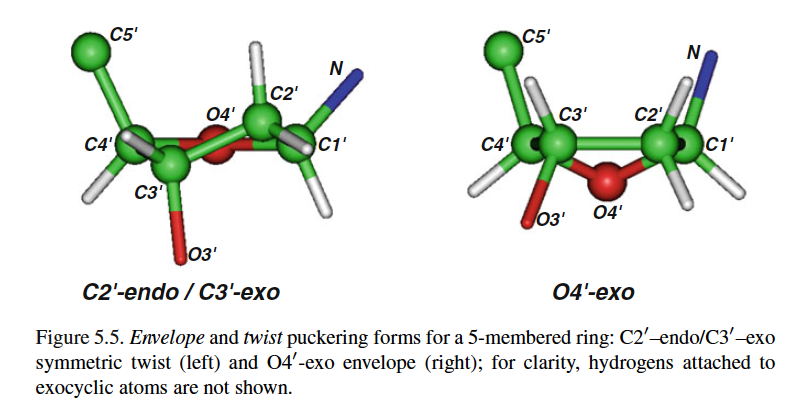 C5'
C2'
N
O4'
C4'
C1'
C3'
O3'
C2'-endo / C3'-exo
C5'
N
C3'
C2'
C4'
C1'
O3'
O4'
O4'-exo
Figure 5.5. Envelope and twist puckering forms for a 5-membered ring: C2′–endo/C3′–exo
symmetric twist (left) and O4′-exo envelope (right); for clarity, hydrogens attached to
exocyclic atoms are not shown.